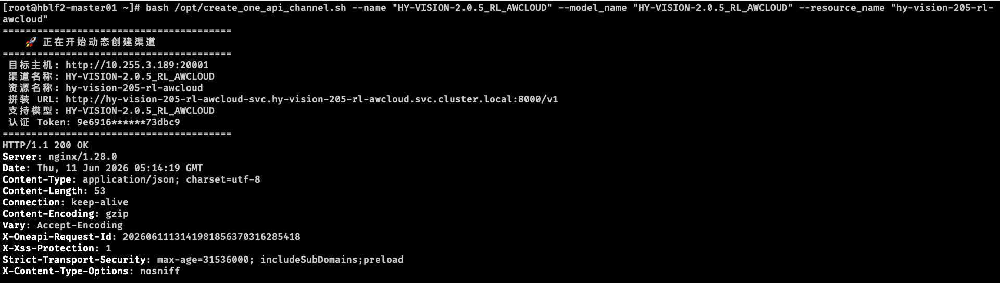 [root@hblf2-master01 ~]# bash /opt/create_one_api_channel.sh --name "HY-VISION-2.0.5_RL_AWCLOUD" --model_name "HY-VISION-2.0.5_RL_AWCLOUD" --resource_name "hy-vision-205-rl-
awcloud"
========================================
🚀 正在开始动态创建渠道
========================================
目标主机: http://10.255.3.189:20001
渠道名称: HY-VISION-2.0.5_RL_AWCLOUD
资源名称: hy-vision-205-rl-awcloud
拼装 URL: http://hy-vision-205-rl-awcloud-svc.hy-vision-205-rl-awcloud.svc.cluster.local:8000/v1
支持模型: HY-VISION-2.0.5_RL_AWCLOUD
认证 Token: 9e6916******73dbc9
========================================
HTTP/1.1 200 OK
Server: nginx/1.28.0
Date: Thu, 11 Jun 2026 05:14:19 GMT
Content-Type: application/json; charset=utf-8
Content-Length: 53
Connection: keep-alive
Content-Encoding: gzip
Vary: Accept-Encoding
X-Oneapi-Request-Id: 2026061113141981856370316285418
X-Xss-Protection: 1
Strict-Transport-Security: max-age=31536000; includeSubDomains;preload
X-Content-Type-Options: nosniff